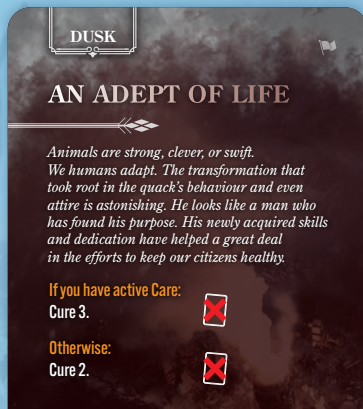 DUSK
AN ADEPT OF LIFE
Animals are strong, clever, or swift.
We humans adapt. The transformation that
took root in the quack's behaviour and even
attire is astonishing. He looks like a man who
has found his purpose. His newly acquired skills
and dedication have helped a great deal
in the efforts to keep our citizens healthy.
If you have active Care:
Cure 3.
Otherwise:
Cure 2.